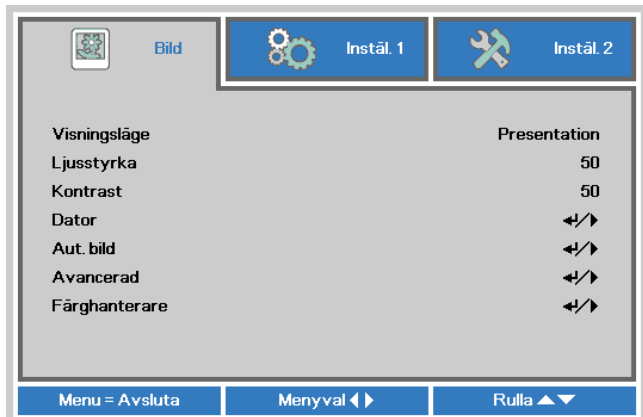 Bild
Instäl. 1
Instäl. 2
Visningsläge Presentation
Ljusstyrka 50
Kontrast 50
Dator
Aut. bild
Avancerad
Färghanterare
Menu = Avsluta
Menyval
Rulla